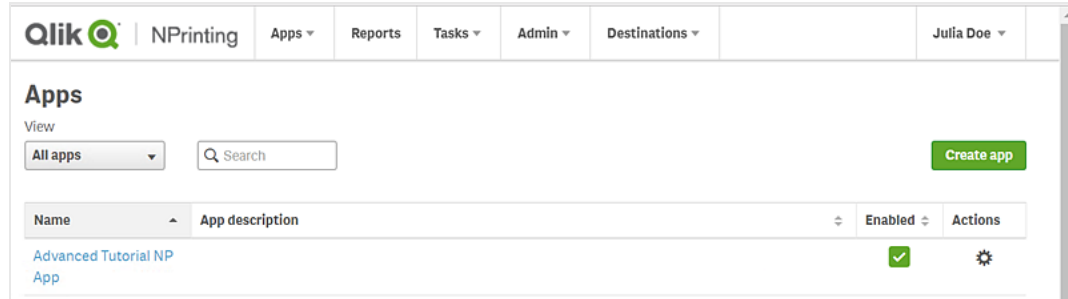 Qlik NPrinting Apps Reports Tasks Admin Destinations Julia Doe
Apps
View
All apps Search Create app
Name App description Enabled Actions
Advanced Tutorial NP
App